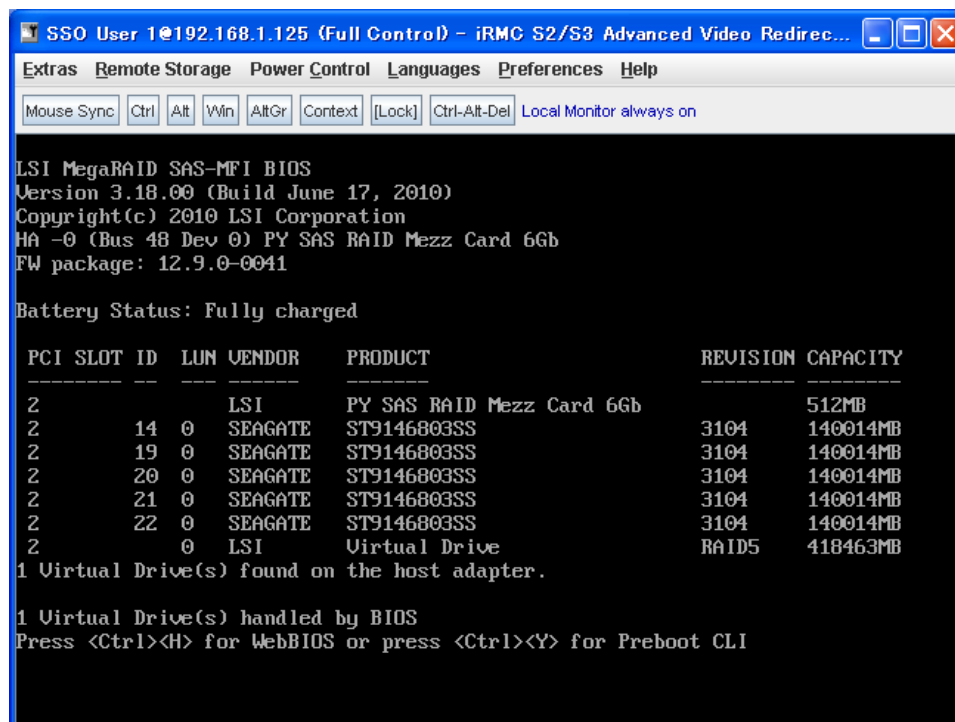 SSO User 1@192.168.1.125 (Full Control) - iRMC S2/S3 Advanced Video Redirec...
Extras Remote Storage Power Control Languages Preferences Help
Mouse Sync Ctrl Alt Win AltGr Context [Lock] Ctrl-Alt-Del Local Monitor always on
LSI MegaRAID SAS-MFI BIOS
Version 3.18.00 (Build June 17, 2010)
Copyright(c) 2010 LSI Corporation
HA -0 (Bus 48 Dev 0) PY SAS RAID Mezz Card 6Gb
FW package: 12.9.0-0041
Battery Status: Fully charged
PCI SLOT ID LUN VENDOR PRODUCT REVISION CAPACITY
-------- -- --- ------ ------- -------- --------
2 LSI PY SAS RAID Mezz Card 6Gb 512MB
2 14 0 SEAGATE ST9146803SS 3104 140014MB
2 19 0 SEAGATE ST9146803SS 3104 140014MB
2 20 0 SEAGATE ST9146803SS 3104 140014MB
2 21 0 SEAGATE ST9146803SS 3104 140014MB
2 22 0 SEAGATE ST9146803SS 3104 140014MB
2 0 LSI Virtual Drive RAID5 418463MB
1 Virtual Drive(s) found on the host adapter.
1 Virtual Drive(s) handled by BIOS
Press <Ctrl><H> for WebBIOS or press <Ctrl><Y> for Preboot CLI